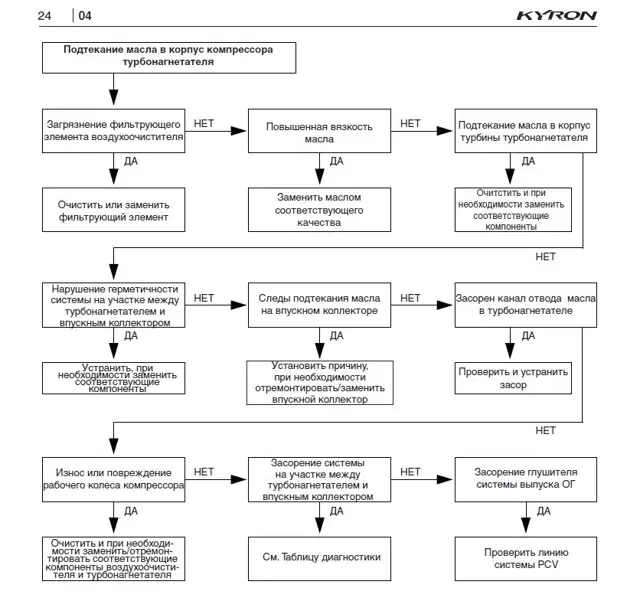 24 | 04
KYRON
Подтекание масла в корпус компрессора
турбонагнетателя
Загрязнение фильтрующего
элемента воздухоочистителя
НЕТ
Повышенная вязкость
масла
НЕТ
Подтекание масла в корпус
турбины турбонагнетателя
ДА
ДА
ДА
Очистить или заменить
фильтрующий элемент
Заменить маслом
соответствующего
качества
Очитстить и при
необходимости заменить
соответствующие
компоненты
НЕТ
Нарушение герметичности
системы на участке между
турбонагнетателем и
впускным коллектором
НЕТ
Следы подтекания масла
на впускном коллекторе
НЕТ
Засорен канал отвода масла
в турбонагнетателе
ДА
ДА
ДА
Устранить, при
необходимости заменить
соответствующие
компоненты
Установить причину,
при необходимости
отремонтировать/заменить
впускной коллектор
Проверить и устранить
засор
НЕТ
Износ или повреждение
рабочего колеса компрессора
НЕТ
Засорение системы
на участке между
турбонагнетателем и
впускным коллектором
НЕТ
Засорение глушителя
системы выпуска ОГ
ДА
ДА
ДА
Очистить и при необходи-
мости заменить/отремон-
тировать соответствующие
компоненты воздухоочисти-
теля и турбонагнетателя
См. Таблицу диагностики
Проверить линию
системы PCV